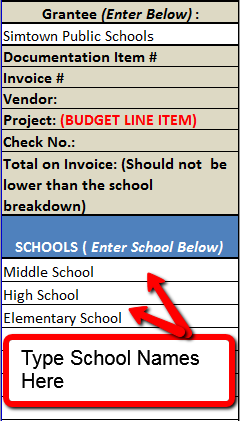 Grantee (Enter Below) :
Simtown Public Schools
Documentation Item #
Invoice #
Vendor:
Project: (BUDGET LINE ITEM)
Check No.:
Total on Invoice: (Should not be
lower than the school
breakdown)
SCHOOLS ( Enter School Below)
Middle School
High School
Elementary School
Type School Names
Here